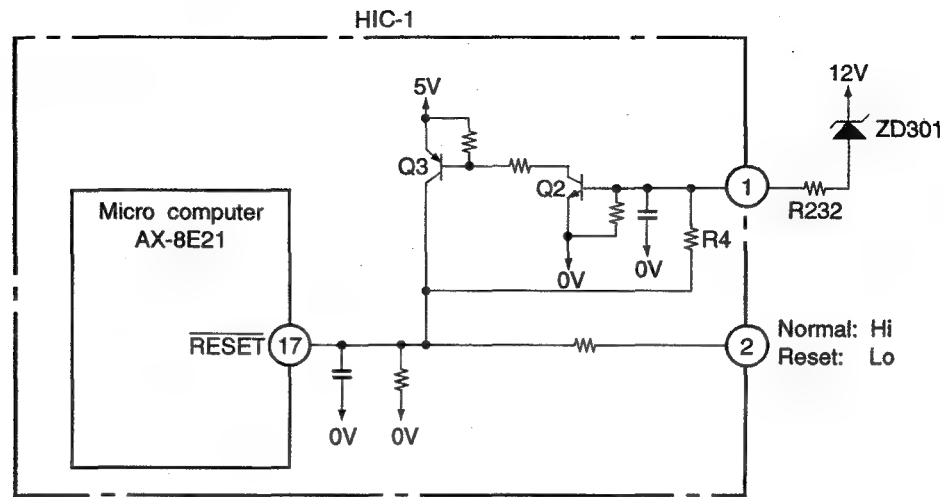 HIC-1
12V
5V
ZD301
Q3
Q2
1
R232
Micro computer
AX-8E21
R4
0V
0V
RESET
17
2
Normal: Hi
Reset: Lo
0V
0V